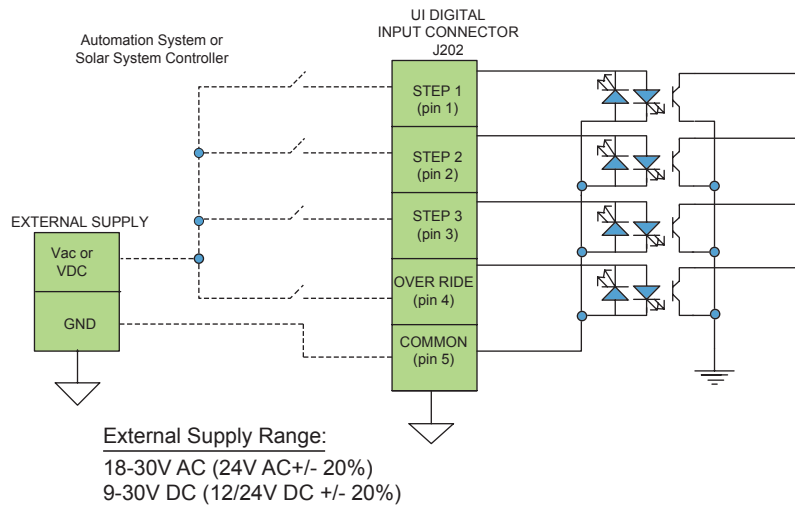 UI DIGITAL
INPUT CONNECTOR
J202
Automation System or
Solar System Controller
STEP 1
(pin 1)
STEP 2
(pin 2)
STEP 3
(pin 3)
EXTERNAL SUPPLY
Vac or
VDC
OVER RIDE
(pin 4)
GND
COMMON
(pin 5)
External Supply Range:
18-30V AC (24V AC+/- 20%)
9-30V DC (12/24V DC +/- 20%)